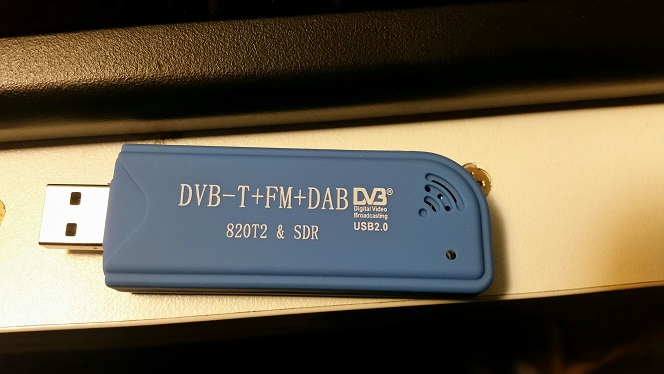 DVB-T+FM+DAB
820T2 & SDR
DVB®
Digital Video
Broadcasting
USB2.0